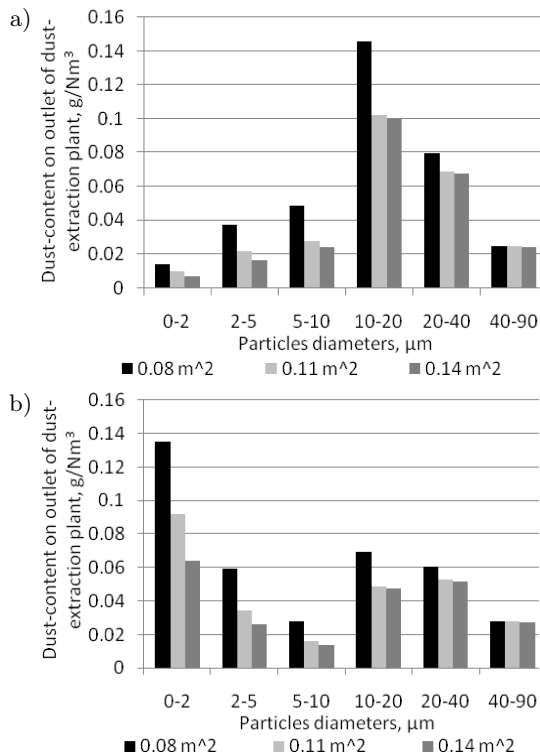 a)
Dust-content on outlet of dust-
extraction plant, g/Nm³
0.16
0.14
0.12
0.1
0.08
0.06
0.04
0.02
0
0-2 2-5 5-10 10-20 20-40 40-90
Particles diameters, µm
0.08 m^2 0.11 m^2 0.14 m^2
b)
Dust-content on outlet of dust-
extraction plant, g/Nm³
0.16
0.14
0.12
0.1
0.08
0.06
0.04
0.02
0
0-2 2-5 5-10 10-20 20-40 40-90
Particles diameters, µm
0.08 m^2 0.11 m^2 0.14 m^2